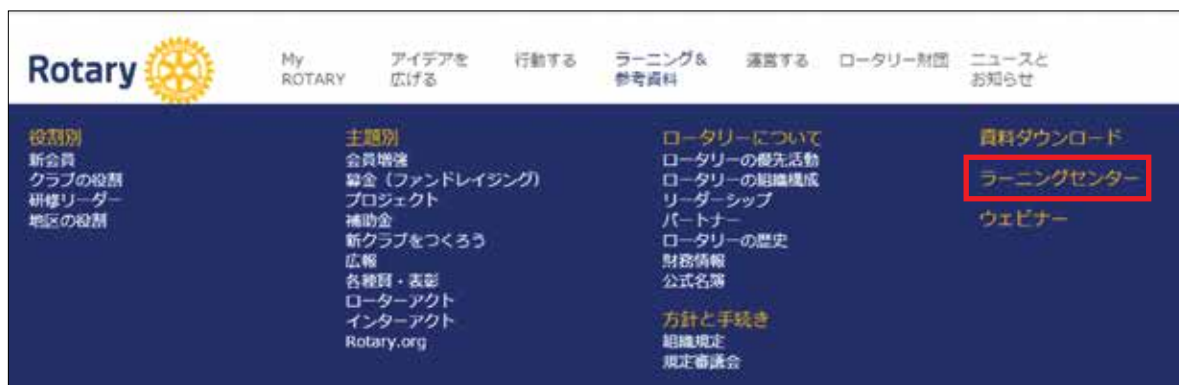 Rotary
My
ROTARY
アイデアを
広げる
行動する
ラーニング&
参考資料
運営する
ロータリー財団
ニュースと
お知らせ
役割別
新会員
クラブの役割
研修リーダー
地区の役割
主題別
会員増強
募金（ファンドレイジング）
プロジェクト
補助金
新クラブをつくろう
広報
各種賞・表彰
ローターアクト
インターアクト
Rotary.org
ロータリーについて
ロータリーの優先活動
ロータリーの組織構成
リーダーシップ
パートナー
ロータリーの歴史
財務情報
公式名簿
方針と手続き
組織規定
規定審議会
資料ダウンロード
ラーニングセンター
ウェビナー